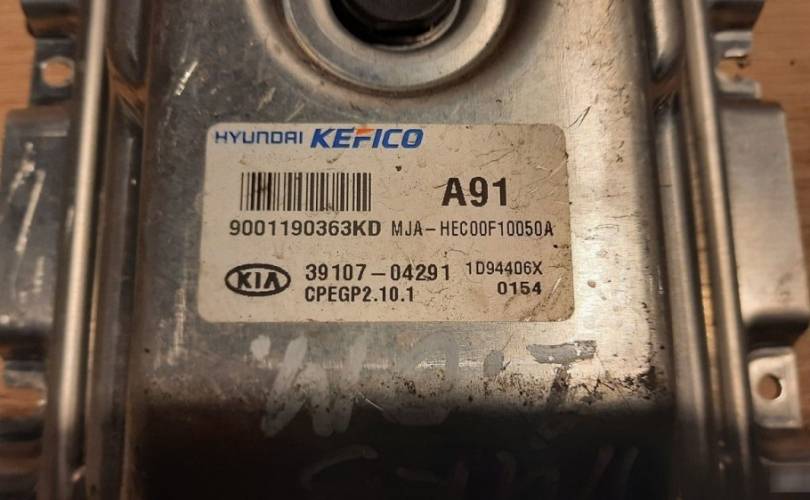 HYUNDAI KEFICO
A91
9001190363KD MJA-HEC00F10050A
KIA 39107-04291 1D94406X
CPEGP2.10.1 0154